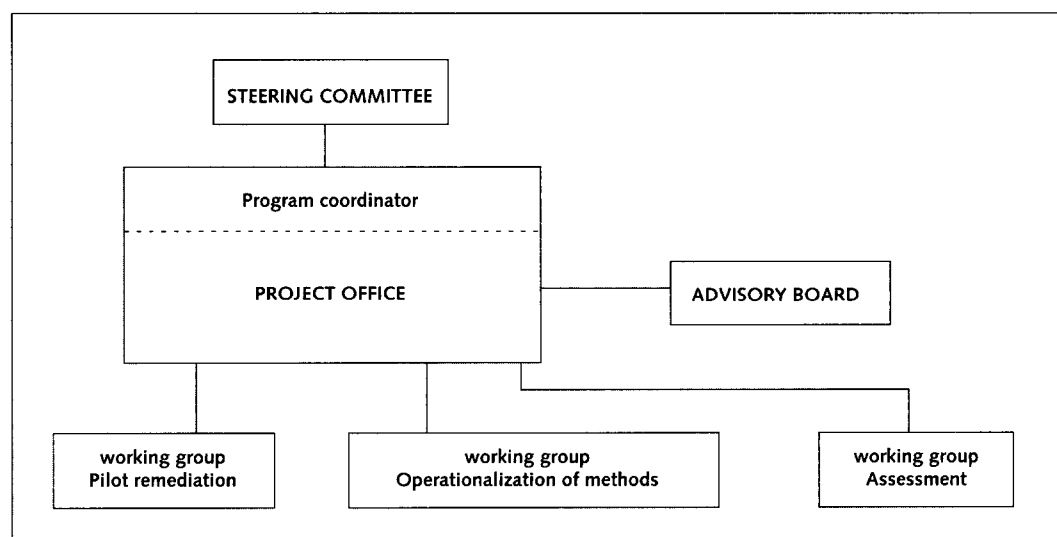 STEERING COMMITTEE
Program coordinator
PROJECT OFFICE
ADVISORY BOARD
working group
Pilot remediation
working group
Operationalization of methods
working group
Assessment